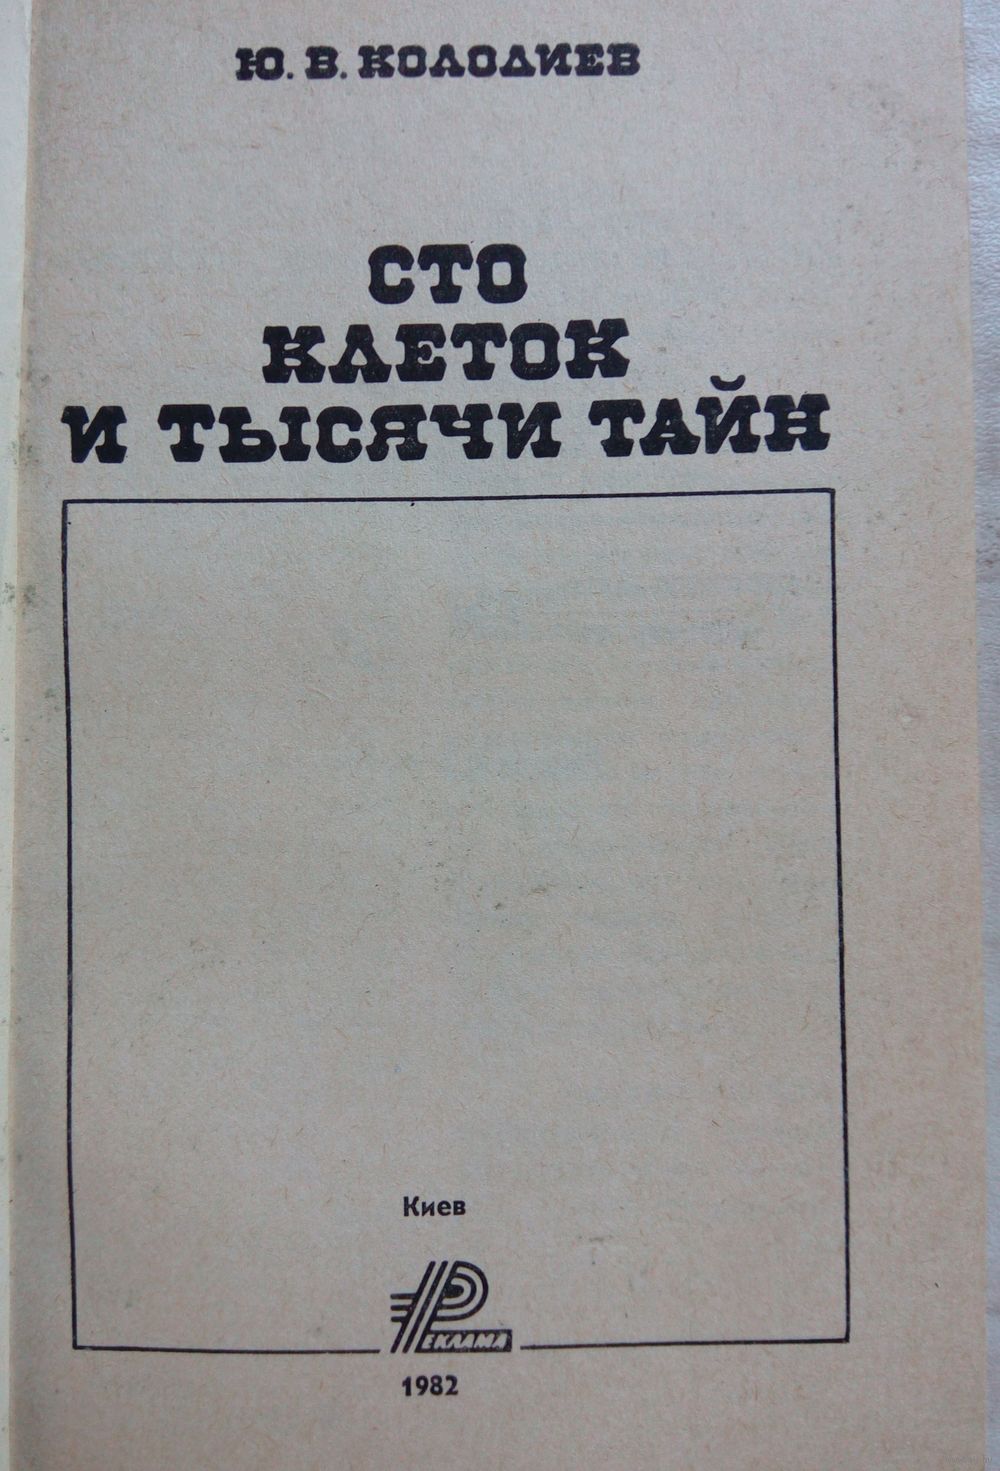 Ю. В. КОЛОДИЕВ
СТО
КЛЕТОК
И ТЫСЯЧИ ТАЙН
Киев
РЕКЛАМА
1982